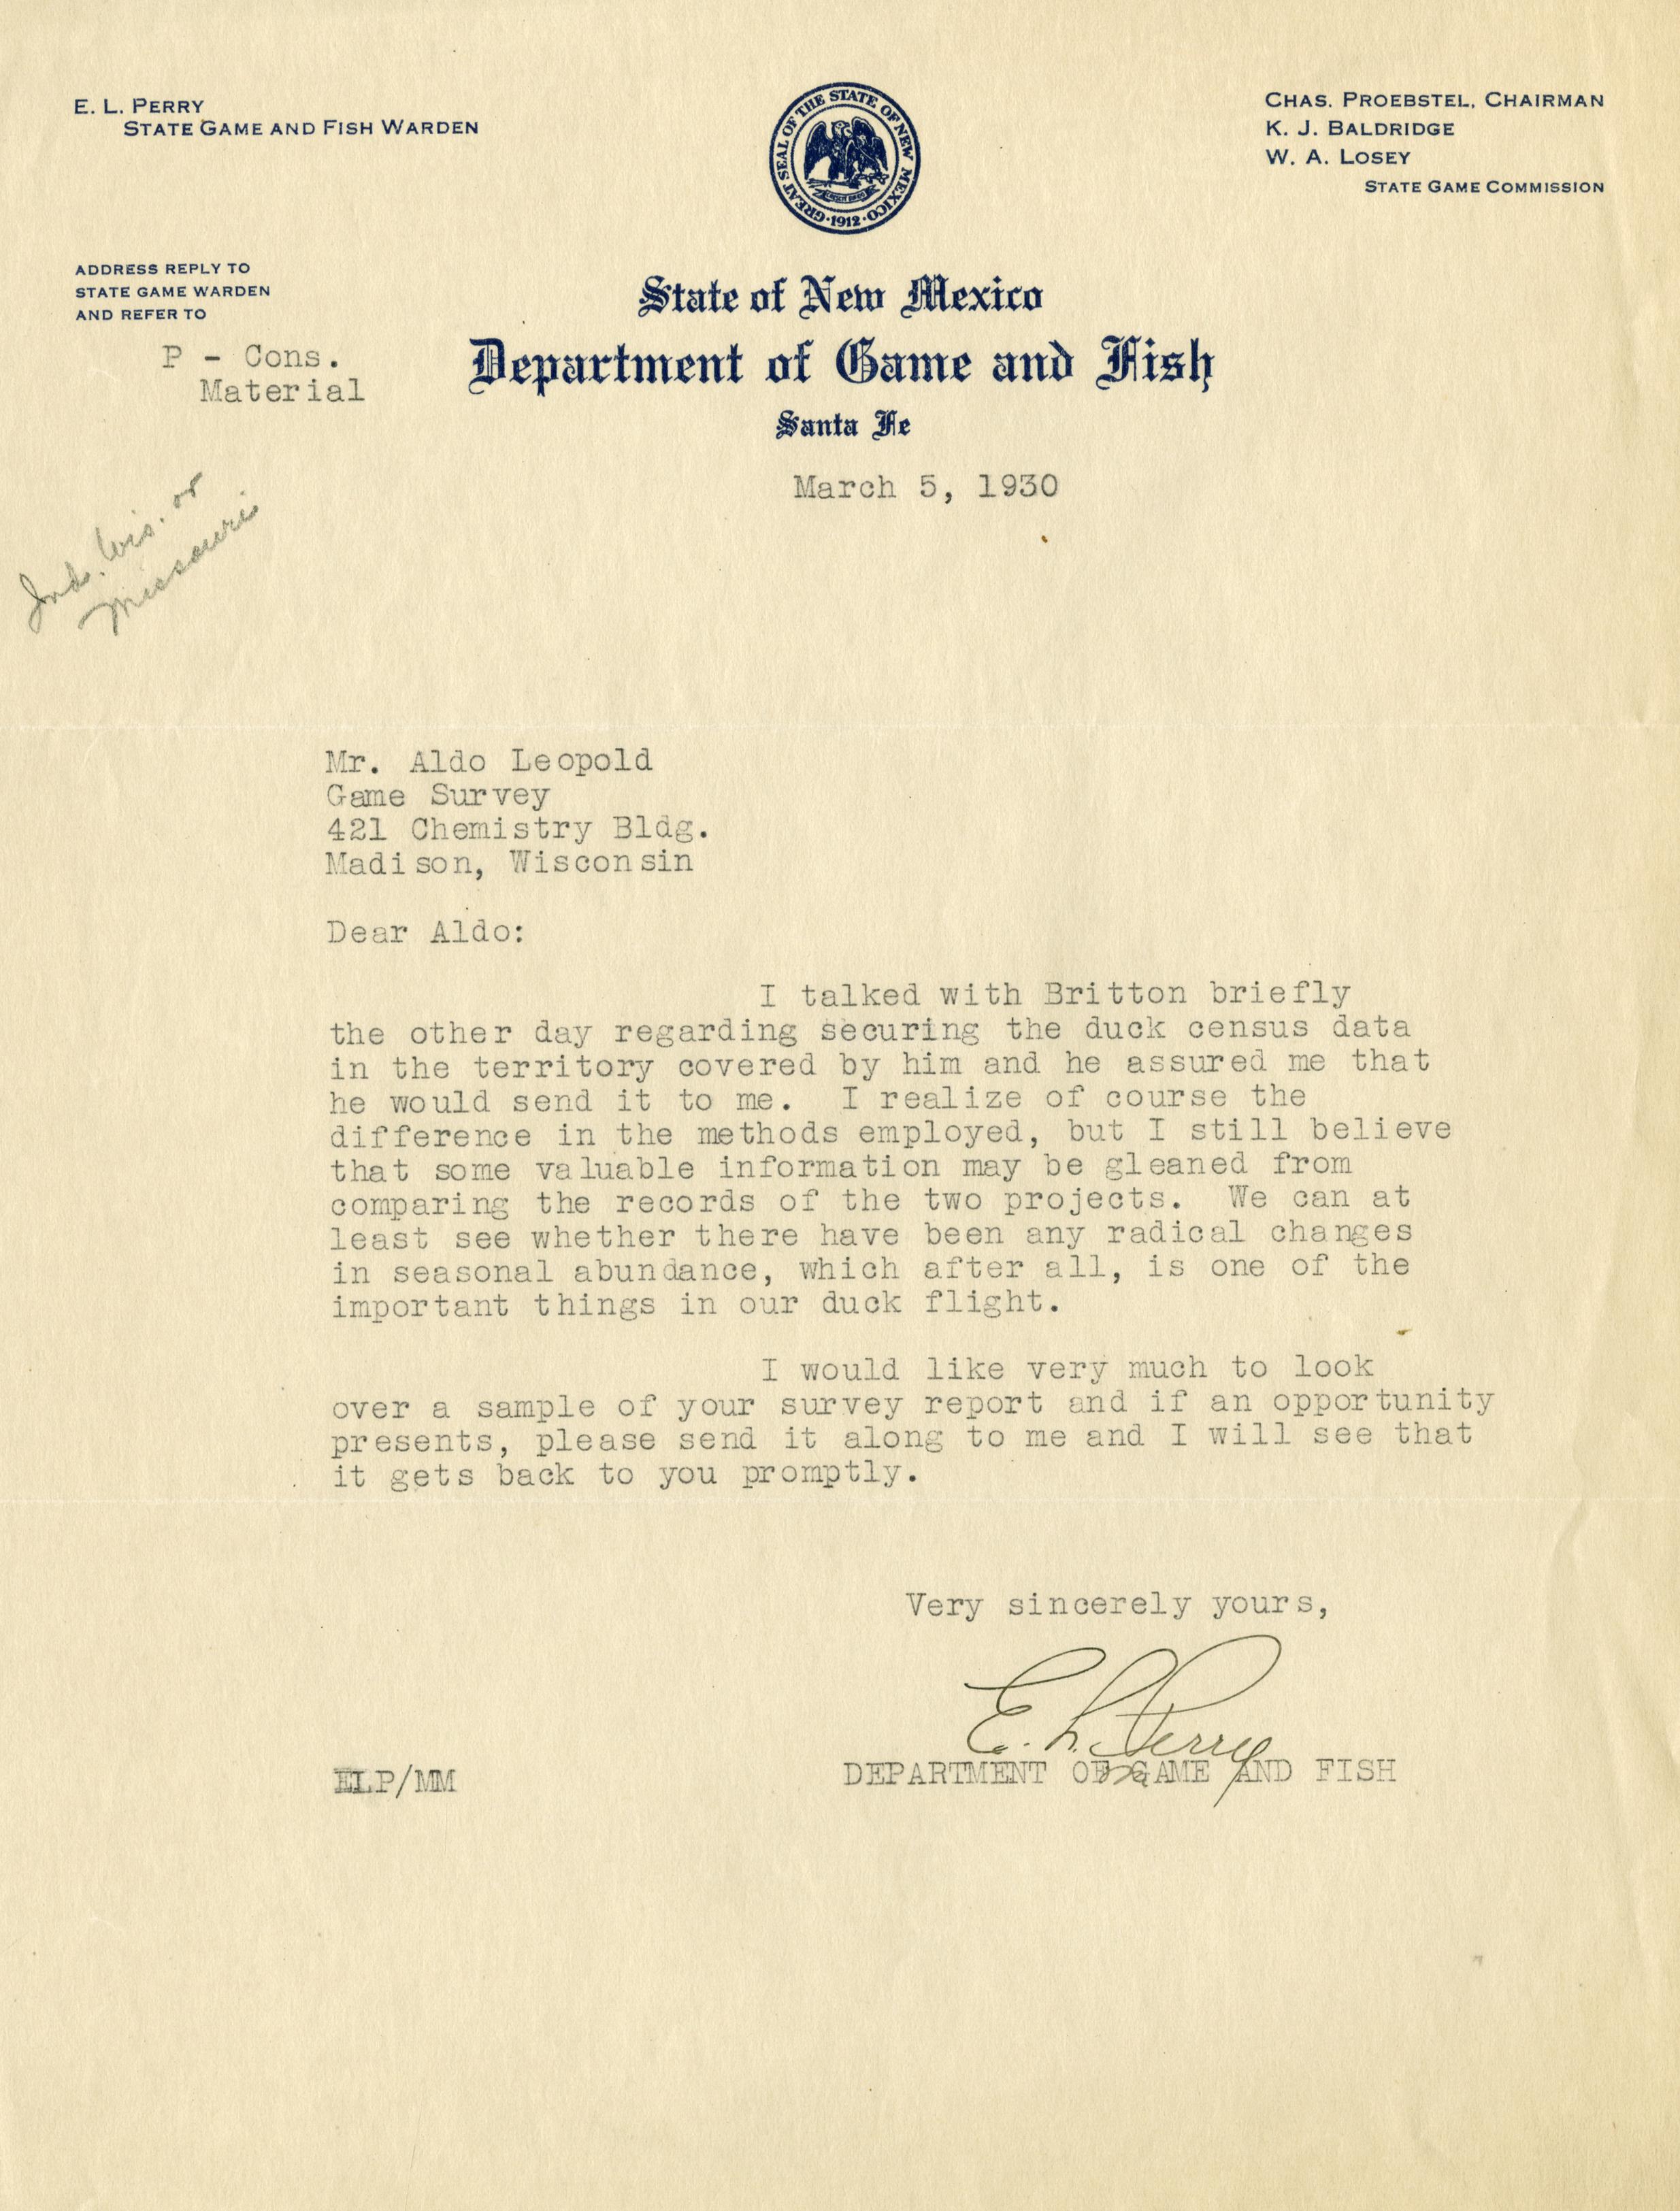 E. L. PERRY
STATE GAME AND FISH WARDEN
GREAT SEAL OF THE STATE OF NEW MEXICO · 1912 ·
CHAS. PROEBSTEL, CHAIRMAN
K. J. BALDRIDGE
W. A. LOSEY
STATE GAME COMMISSION
ADDRESS REPLY TO
STATE GAME WARDEN
AND REFER TO
P - Cons.
Material
State of New Mexico
Department of Game and Fish
Santa Fe
March 5, 1930
Ind. Wis. or
Missouri
Mr. Aldo Leopold
Game Survey
421 Chemistry Bldg.
Madison, Wisconsin
Dear Aldo:
I talked with Britton briefly
the other day regarding securing the duck census data
in the territory covered by him and he assured me that
he would send it to me. I realize of course the
difference in the methods employed, but I still believe
that some valuable information may be gleaned from
comparing the records of the two projects. We can at
least see whether there have been any radical changes
in seasonal abundance, which after all, is one of the
important things in our duck flight.
I would like very much to look
over a sample of your survey report and if an opportunity
presents, please send it along to me and I will see that
it gets back to you promptly.
Very sincerely yours,
E. L. Perry
DEPARTMENT OF GAME AND FISH
ELP/MM